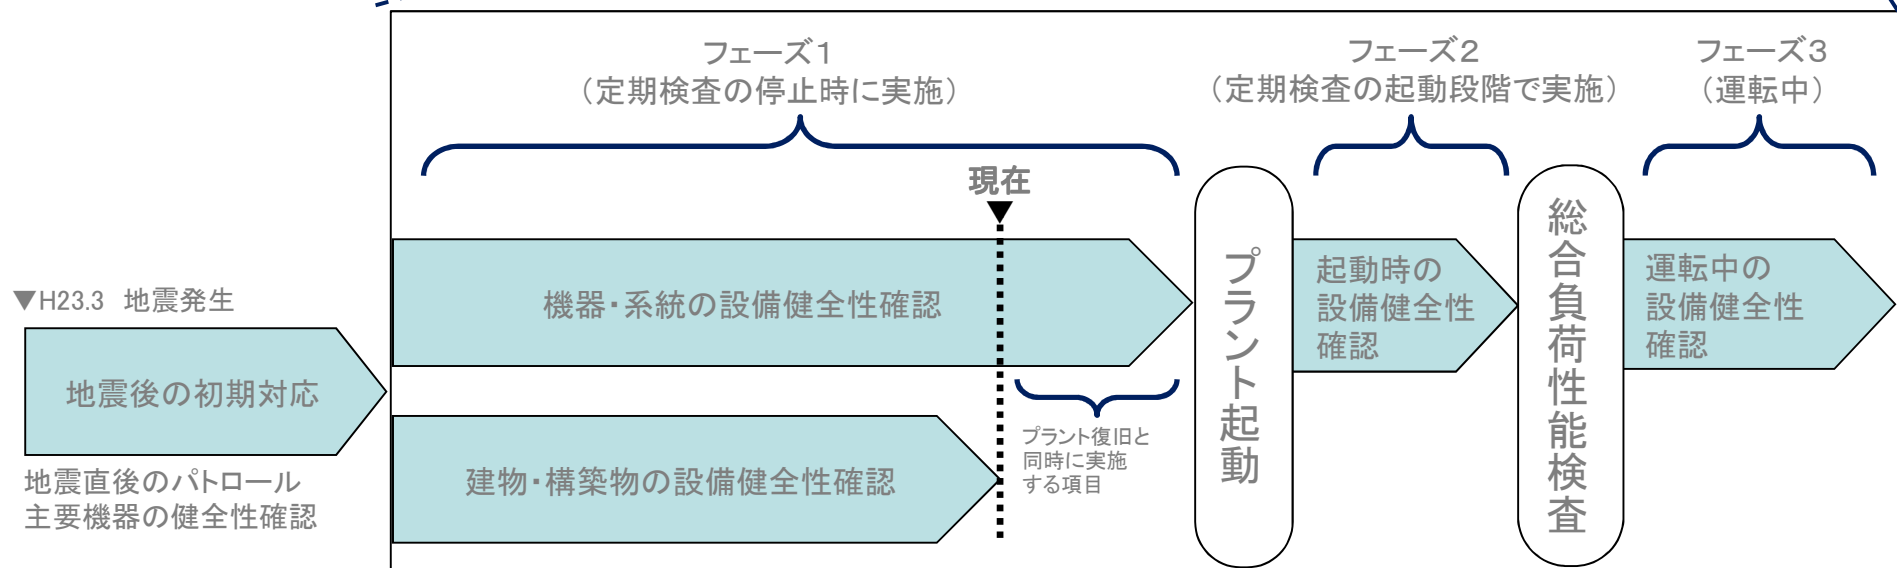 フェーズ１
（定期検査の停止時に実施）
フェーズ２
（定期検査の起動段階で実施）
フェーズ３
（運転中）
現在
▼H23.3 地震発生
地震後の初期対応
地震直後のパトロール
主要機器の健全性確認
機器・系統の設備健全性確認
建物・構築物の設備健全性確認
プラント復旧と
同時に実施
する項目
プラント起動
起動時の
設備健全性
確認
総合負荷性能検査
運転中の
設備健全性
確認